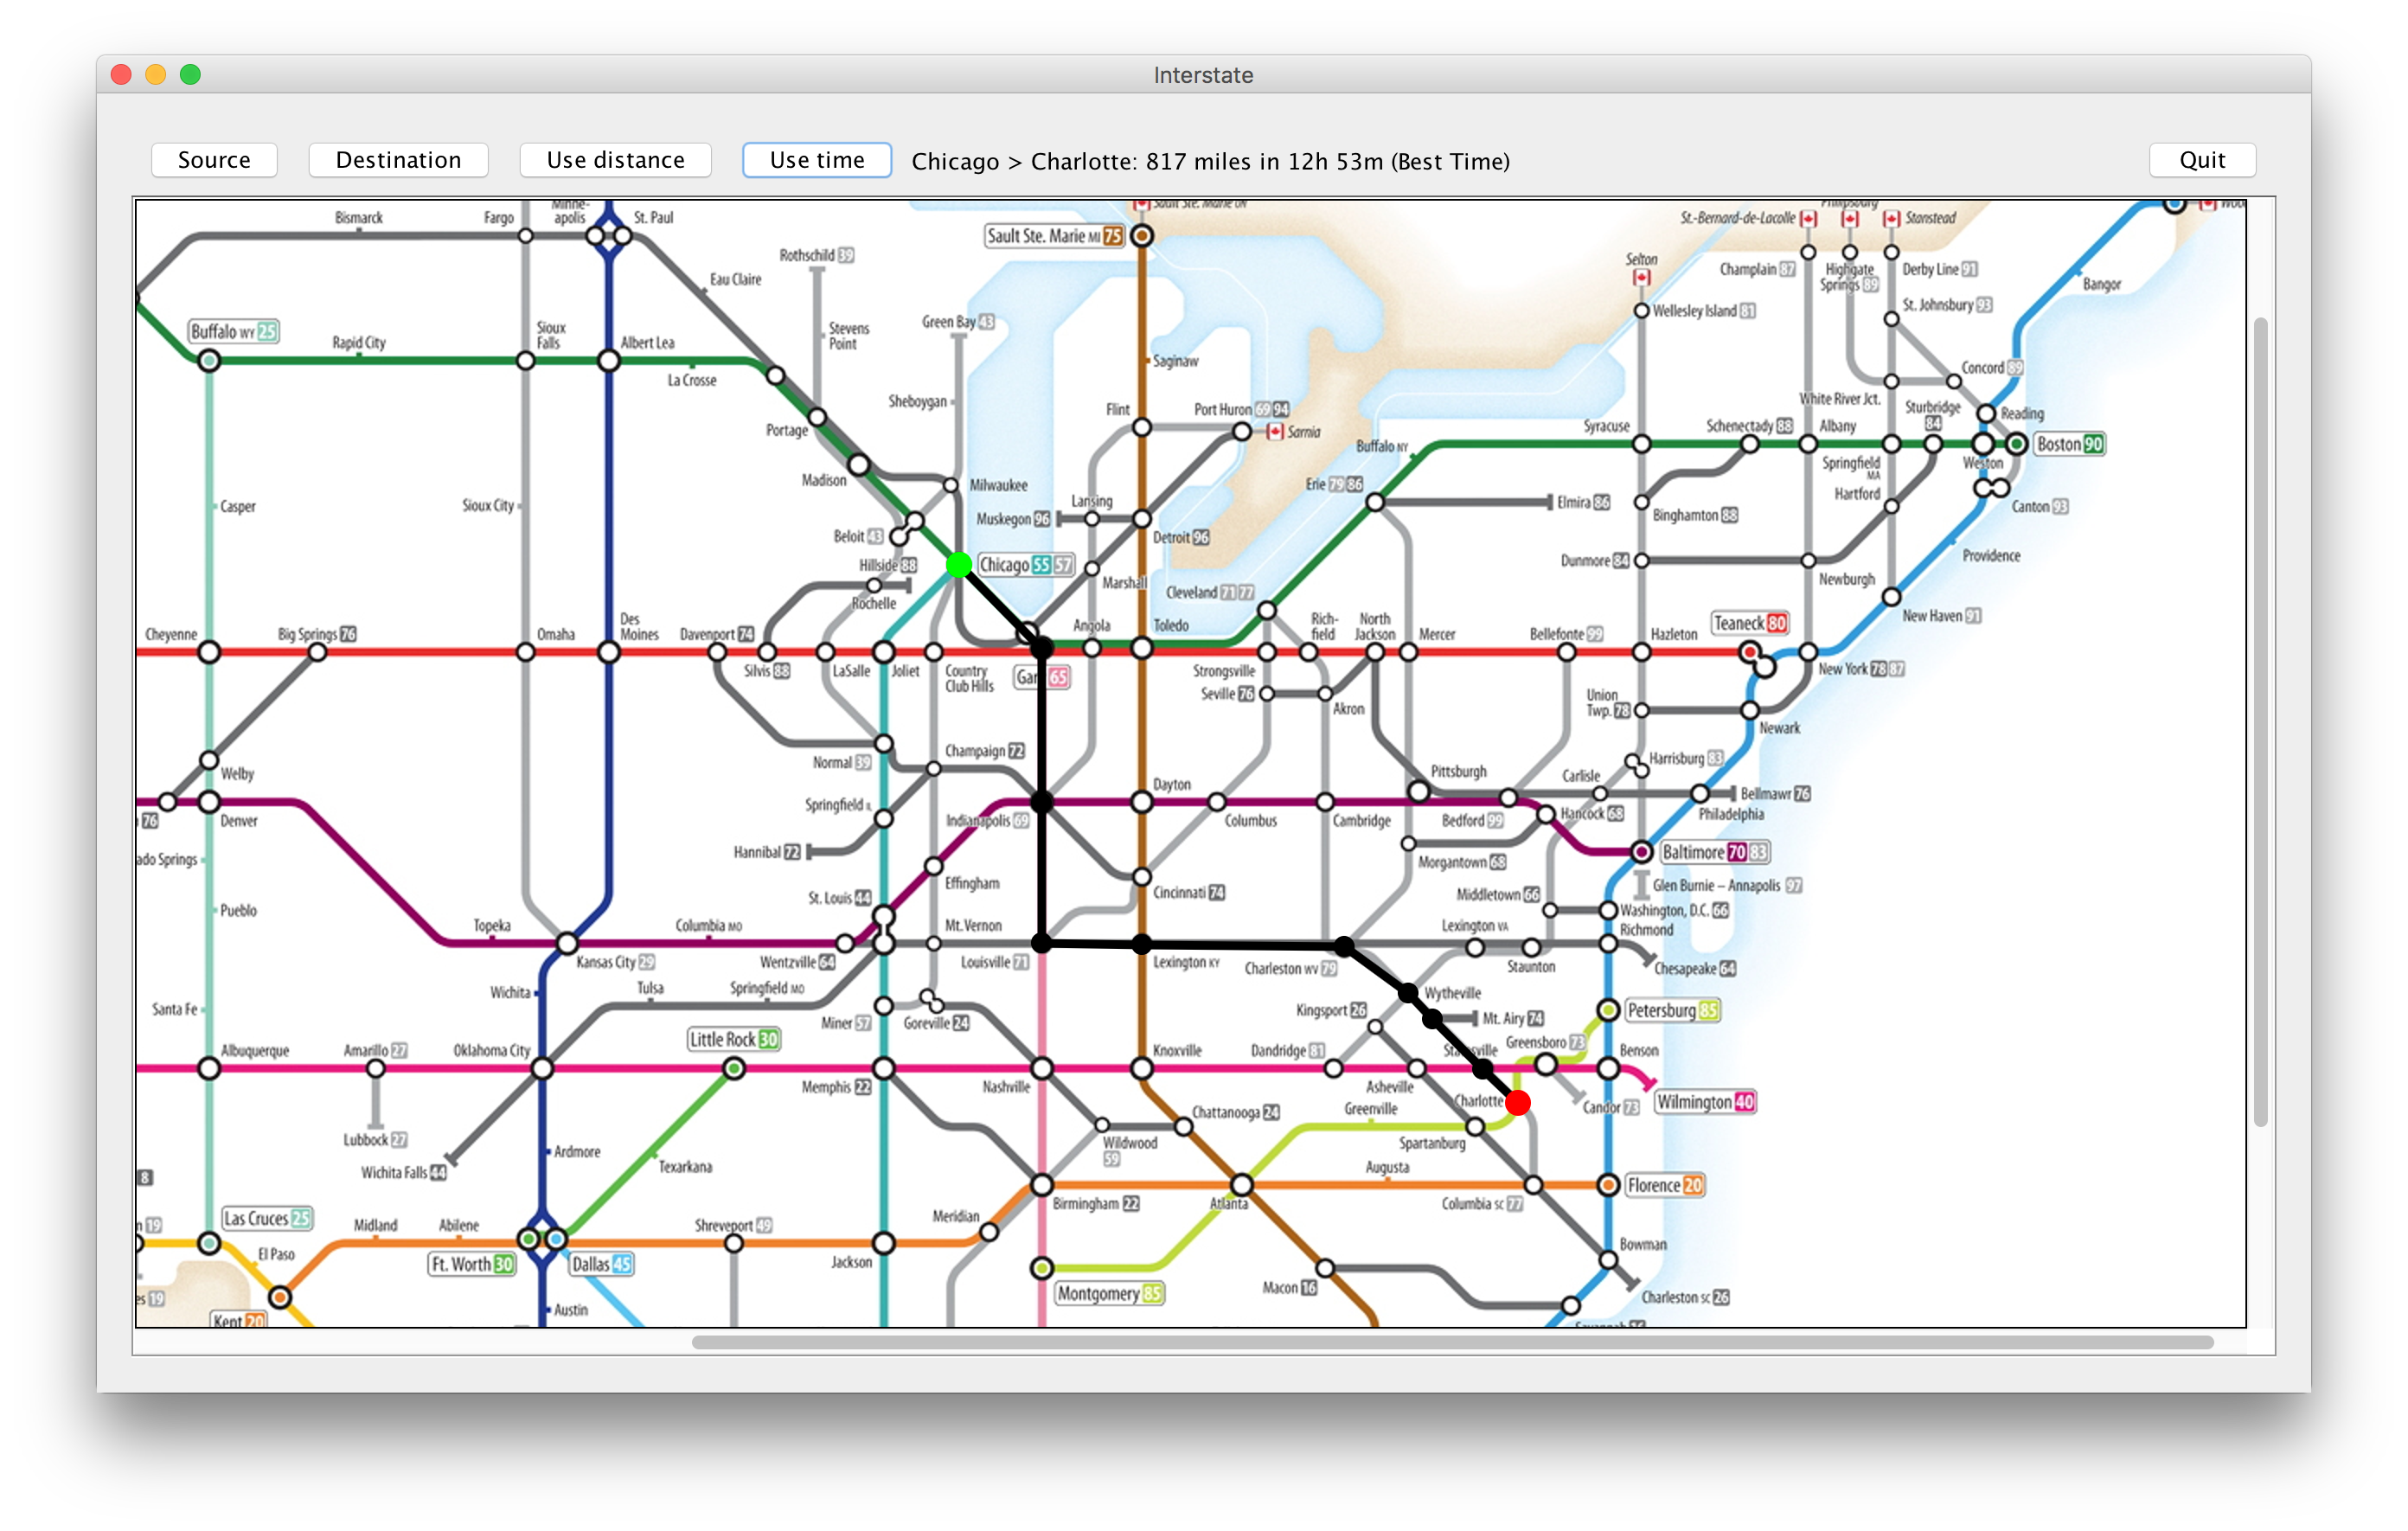 Interstate
Source
Destination
Use distance
Use time
Chicago > Charlotte: 817 miles in 12h 53m (Best Time)
Quit
Bismarck
Fargo
Minne-
apolis
St. Paul
Sault Ste. Marie ON
Sault Ste. Marie MI 75
St.-Bernard-de-Lacolle
Philipsburg
Stanstead
Rothschild 39
Eau Claire
Selton
Champlain 87
Highgate
Springs 89
Derby Line 91
Bangor
Buffalo WY 25
Rapid City
Sioux
Falls
Albert Lea
La Crosse
Stevens
Point
Green Bay 43
Wellesley Island 81
St. Johnsbury 93
Saginaw
Concord 89
Sheboygan
Flint
Port Huron 69 94
Sarnia
White River Jct.
Sturbridge
84
Reading
Portage
Buffalo NY
Syracuse
Schenectady 88
Albany
Boston 90
Madison
Milwaukee
Erie 79 86
Springfield
MA
Weston
Casper
Sioux City
Muskegon 96
Lansing
Elmira 86
Binghamton 88
Hartford
Canton 93
Beloit 43
Detroit 96
Hillside 88
Chicago 55 57
Dunmore 84
Providence
Rochelle
Marshall
Cleveland 71 77
Newburgh
New Haven 91
Cheyenne
Big Springs 76
Omaha
Des
Moines
Davenport 74
Angola
Toledo
Rich-
field
North
Jackson
Mercer
Bellefonte 99
Hazleton
Teaneck 80
Silvis 88
LaSalle
Joliet
Country
Club Hills
65
Strongsville
Seville 76
Akron
New York 78 87
Union
Twp. 78
Newark
Welby
Normal 39
Champaign 72
Pittsburgh
Carlisle
Harrisburg 83
76
Denver
Springfield IL
Dayton
Bellmawr 76
Indianapolis 69
Columbus
Cambridge
Bedford 99
Hancock 68
Philadelphia
ado Springs
Hannibal 72
Morgantown 68
Baltimore 70 83
Effingham
Cincinnati 74
Glen Burnie – Annapolis 97
Pueblo
St. Louis 44
Middletown 66
Washington, D.C. 66
Topeka
Columbia MO
Mt. Vernon
Lexington VA
Richmond
Kansas City 29
Wentzville 64
Louisville 71
Lexington KY
Charleston WV 79
Staunton
Chesapeake 64
Wichita
Tulsa
Springfield MO
Wytheville
Santa Fe
Miner 57
Goreville 24
Kingsport 26
Mt. Airy 74
Petersburg 85
Little Rock 30
Greensboro 73
Albuquerque
Amarillo 27
Oklahoma City
Knoxville
Dandridge 81
Benson
Memphis 22
Nashville
Asheville
Charlotte
Candor 73
Wilmington 40
Lubbock 27
Chattanooga 24
Greenville
Wichita Falls 44
Ardmore
Texarkana
Wildwood
59
Spartanburg
8
Augusta
Las Cruces 25
Birmingham 22
Atlanta
Columbia SC 77
Florence 20
19
Midland
Abilene
Shreveport 49
Meridian
El Paso
Ft. Worth 30
Dallas 45
Jackson
Bowman
19
Montgomery 85
Macon 16
Charleston SC 26
Kent 20
Austin